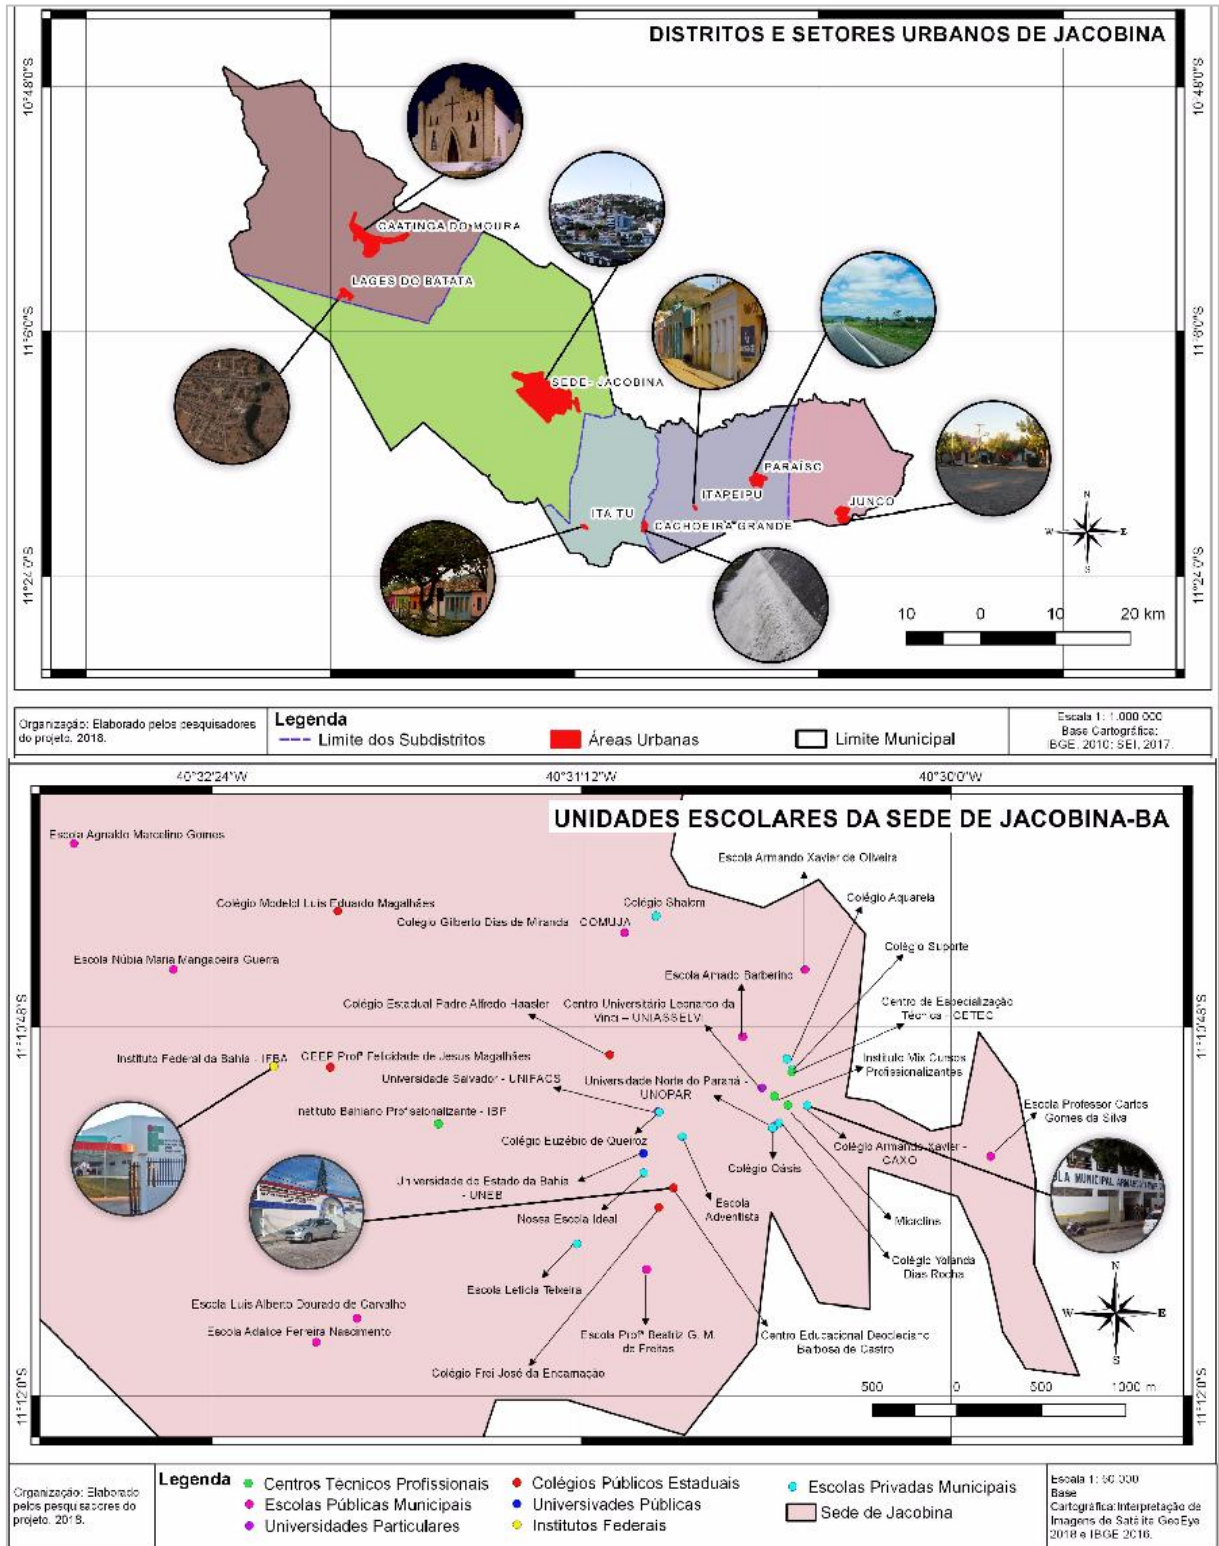 DISTRITOS E SETORES URBANOS DE JACOBINA
10°48'0"S
10°48'0"S
CAATINGA DO MOURA
LAGES DO BATATA
11°6'0"S
11°6'0"S
SEDE- JACOBINA
PARAÍSO
ITAPEIPU
JUNCO
ITAITU
CACHOEIRA GRANDE
N
W
E
S
11°24'0"S
11°24'0"S
10 0 10 20 km
Organização: Elaborado pelos pesquisadores
do projeto, 2018.
Legenda
Limite dos Subdistritos
Áreas Urbanas
Limite Municipal
Escala 1: 1.000.000
Base Cartográfica:
IBGE, 2010; SEI, 2017.
40°32'24"W
40°31'12"W
40°30'0"W
UNIDADES ESCOLARES DA SEDE DE JACOBINA-BA
Escola Agnaldo Marcelino Gomes
Escola Armando Xavier de Oliveira
Colégio Aquarela
Colégio Modelol Luis Eduardo Magalhães
Colégio Shalom
Colegio Gilberto Dias de Miranda COMUJA
Colégio Suporte
Escola Núbia Maria Mangabeira Guerra
Escola Amado Barberino
Colégio Estadual Padre Alfredo Haasler
Centro Universitário Leonardo da
Vinci – UNIASSELVI
Centro de Especialização
Técnica - CETEC
11°10'48"S
11°10'48"S
Instituto Federal da Bahia - IFBA
CEEP Profª Felicidade de Jesus Magalhães
Instituto Mix Cursos
Profissionalizantes
Universidade Salvador - UNIFACS
Universidade Norte do Paraná -
UNOPAR
Instituto Bahiano Profissionalizante - IBP
Escola Professor Carlos
Gomes da Silva
Colégio Euzébio de Queiroz
Colégio Armando Xavier -
CAXO
Colégio Oásis
Universidade do Estado da Bahia
- UNEB
Escola
Adventista
Nossa Escola Ideal
Microlins
Colégio Yolanda
Dias Rocha
Escola Leticia Teixeira
Escola Luis Alberto Dourado de Carvalho
Escola Adalice Ferreira Nascimento
Escola Profª Beatriz G. M.
de Freitas
Centro Educacional Deocleciano
Barbosa de Castro
Colégio Frei José da Encarnação
N
W
E
S
11°12'0"S
11°12'0"S
500 0 500 1000 m
Organização: Elaborado
pelos pesquisadores do
projeto, 2018.
Legenda
Centros Técnicos Profissionais
Escolas Públicas Municipais
Universidades Particulares
Colégios Públicos Estaduais
Universivades Públicas
Institutos Federais
Escolas Privadas Municipais
Sede de Jacobina
Escala 1: 50.000
Base
Cartográfica: Interpretação de
Imagens de Satélite GeoEye
2018 e IBGE 2016.